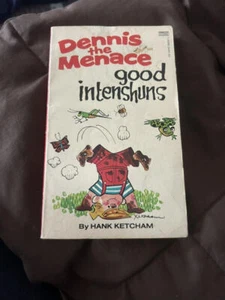 Dennis
the
Menace
good
intenshuns
By HANK KETCHAM